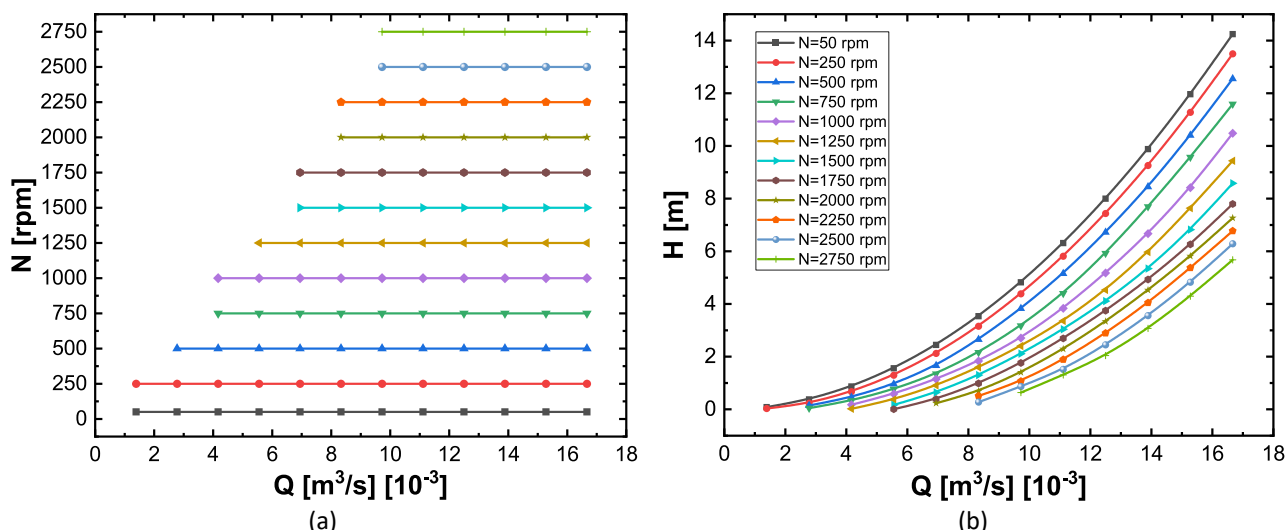 2750
2500
2250
2000
1750
1500
1250
1000
750
500
250
0
N [rpm]
0 2 4 6 8 10 12 14 16 18
Q [m³/s] [10⁻³]
(a)
14
12
10
8
6
4
2
0
H [m]
N=50 rpm
N=250 rpm
N=500 rpm
N=750 rpm
N=1000 rpm
N=1250 rpm
N=1500 rpm
N=1750 rpm
N=2000 rpm
N=2250 rpm
N=2500 rpm
N=2750 rpm
0 2 4 6 8 10 12 14 16 18
Q [m³/s] [10⁻³]
(b)